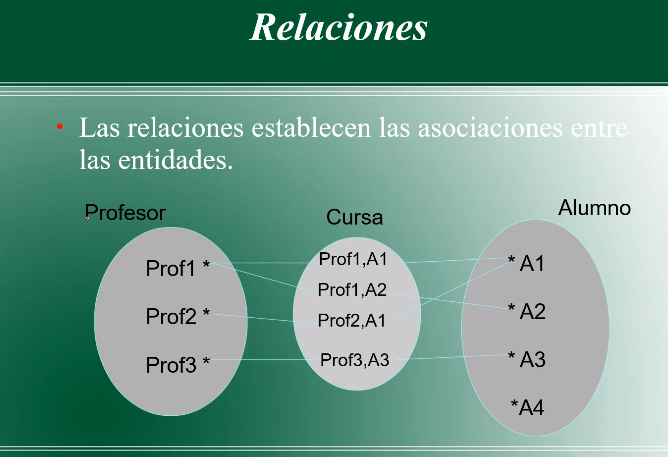 Relaciones
• Las relaciones establecen las asociaciones entre
las entidades.
Profesor
Cursa
Alumno
Prof1 *
Prof2 *
Prof3 *
Prof1,A1
Prof1,A2
Prof2,A1
Prof3,A3
* A1
* A2
* A3
*A4